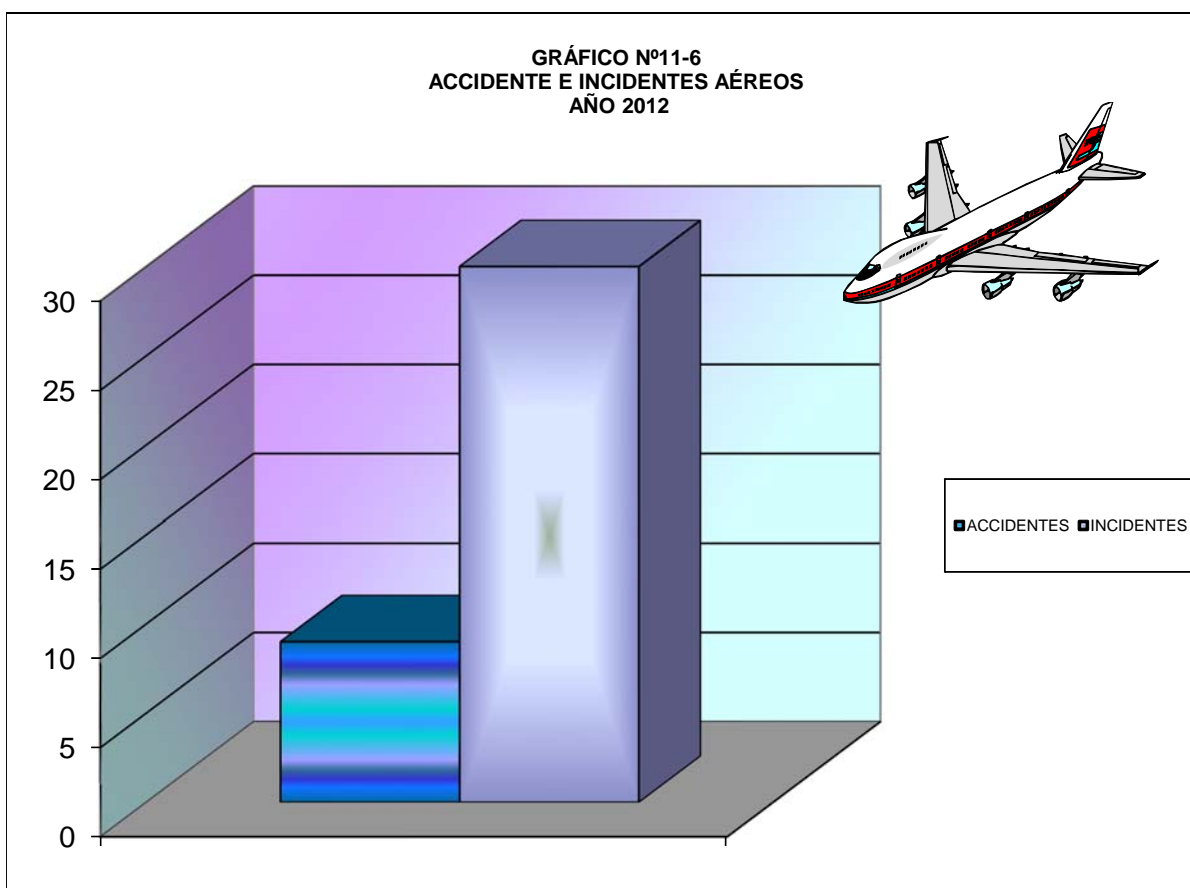 GRÁFICO Nº11-6
ACCIDENTE E INCIDENTES AÉREOS
AÑO 2012
30
25
20
15
10
5
0
ACCIDENTES INCIDENTES